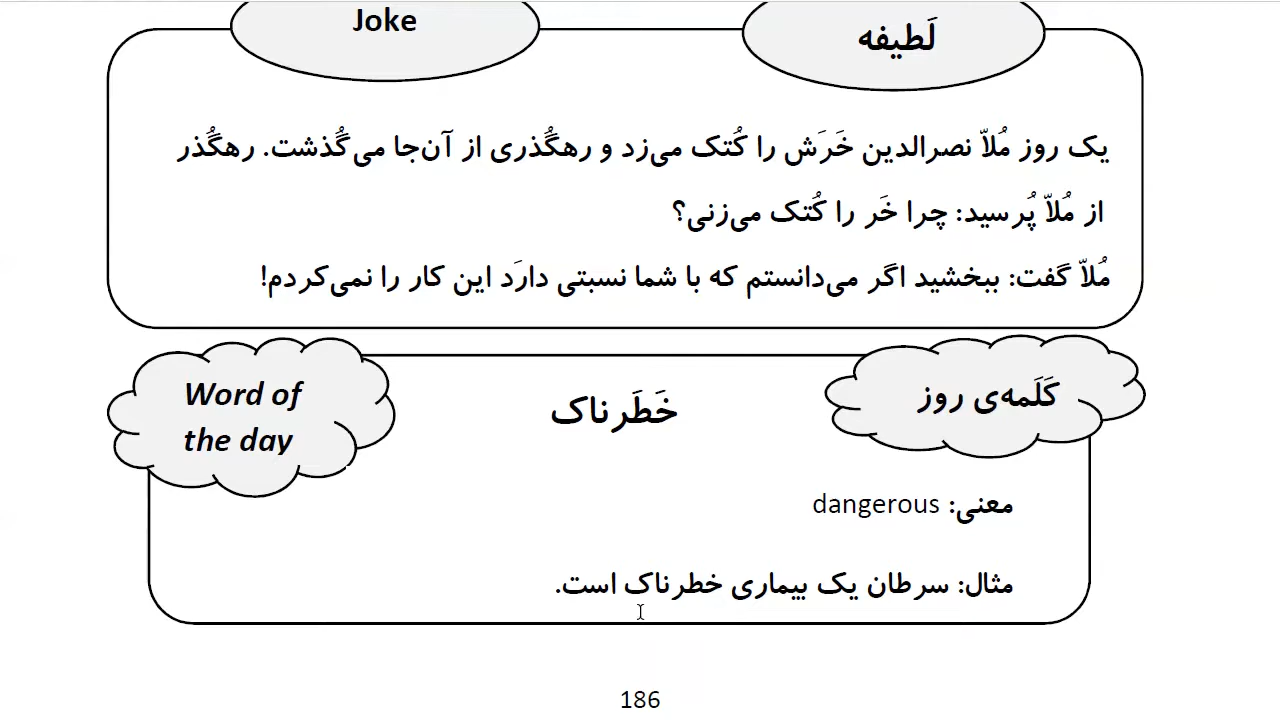 Joke
لَطیفه
یک روز مُلاّ نصرالدین خَرَش را کُتک می‌زد و رهگُذری از آن‌جا می‌گُذشت. رهگُذر
از مُلاّ پُرسید: چرا خَر را کُتک می‌زنی؟
مُلاّ گفت: ببخشید اگر می‌دانستم که با شما نسبتی دارَد این کار را نمی‌کردم!
Word of
the day
کَلَمه‌ی روز
خَطَرناک
معنی: dangerous
مثال: سرطان یک بیماری خطرناک است.
186